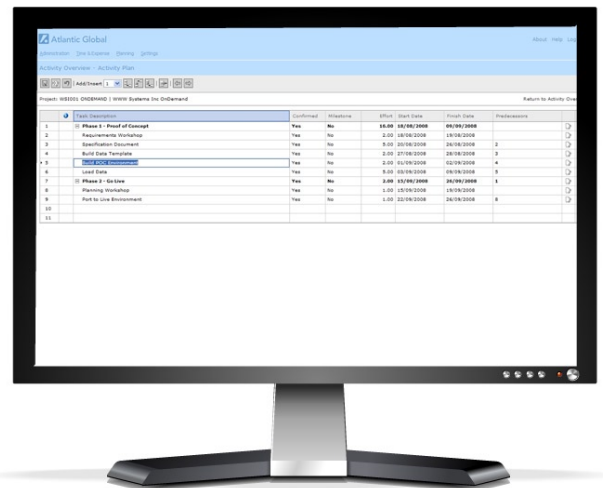 Atlantic Global
About Help Log
Administration Time & Expense Planning Settings
Activity Overview - Activity Plan
Add/Insert 1
Project: WSI001 ONDEMAND | WWW Systems Inc OnDemand Return to Activity Over
Task Description Confirmed Milestone Effort Start Date Finish Date Predecessors
1 Phase 1 - Proof of Concept Yes No 16.00 18/08/2008 09/09/2008
2 Requirements Workshop Yes No 2.00 18/08/2008 19/08/2008
3 Specification Document Yes No 5.00 20/08/2008 26/08/2008 2
4 Build Data Template Yes No 2.00 27/08/2008 28/08/2008 3
5 Build POC Environment Yes No 2.00 01/09/2008 02/09/2008 4
6 Load Data Yes No 5.00 03/09/2008 09/09/2008 5
7 Phase 2 - Go Live Yes No 2.00 15/09/2008 26/09/2008 1
8 Planning Workshop Yes No 1.00 15/09/2008 19/09/2008
9 Port to Live Environment Yes No 1.00 22/09/2008 26/09/2008 8
10
11